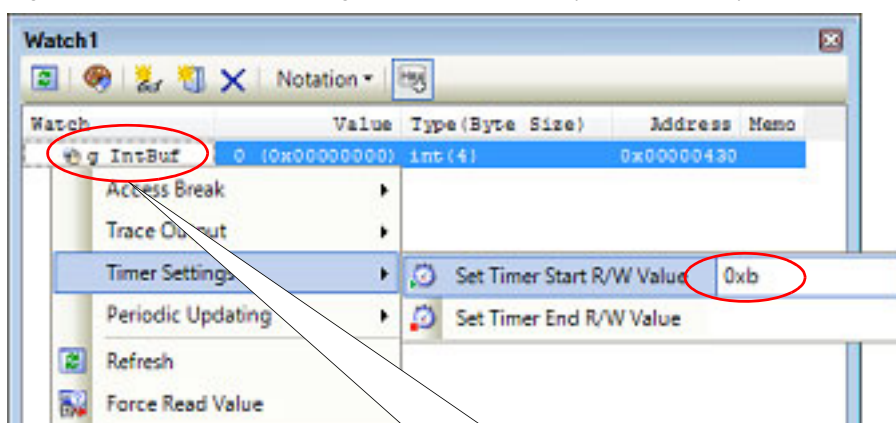 Watch1
Notation
Watch Value Type(Byte Size) Address Memo
g_IntBuf 0 (0x00000000) int(4) 0x00000430
Access Break
Trace Output
Timer Settings Set Timer Start R/W Value 0xb
Periodic Updating Set Timer End R/W Value
Refresh
Force Read Value